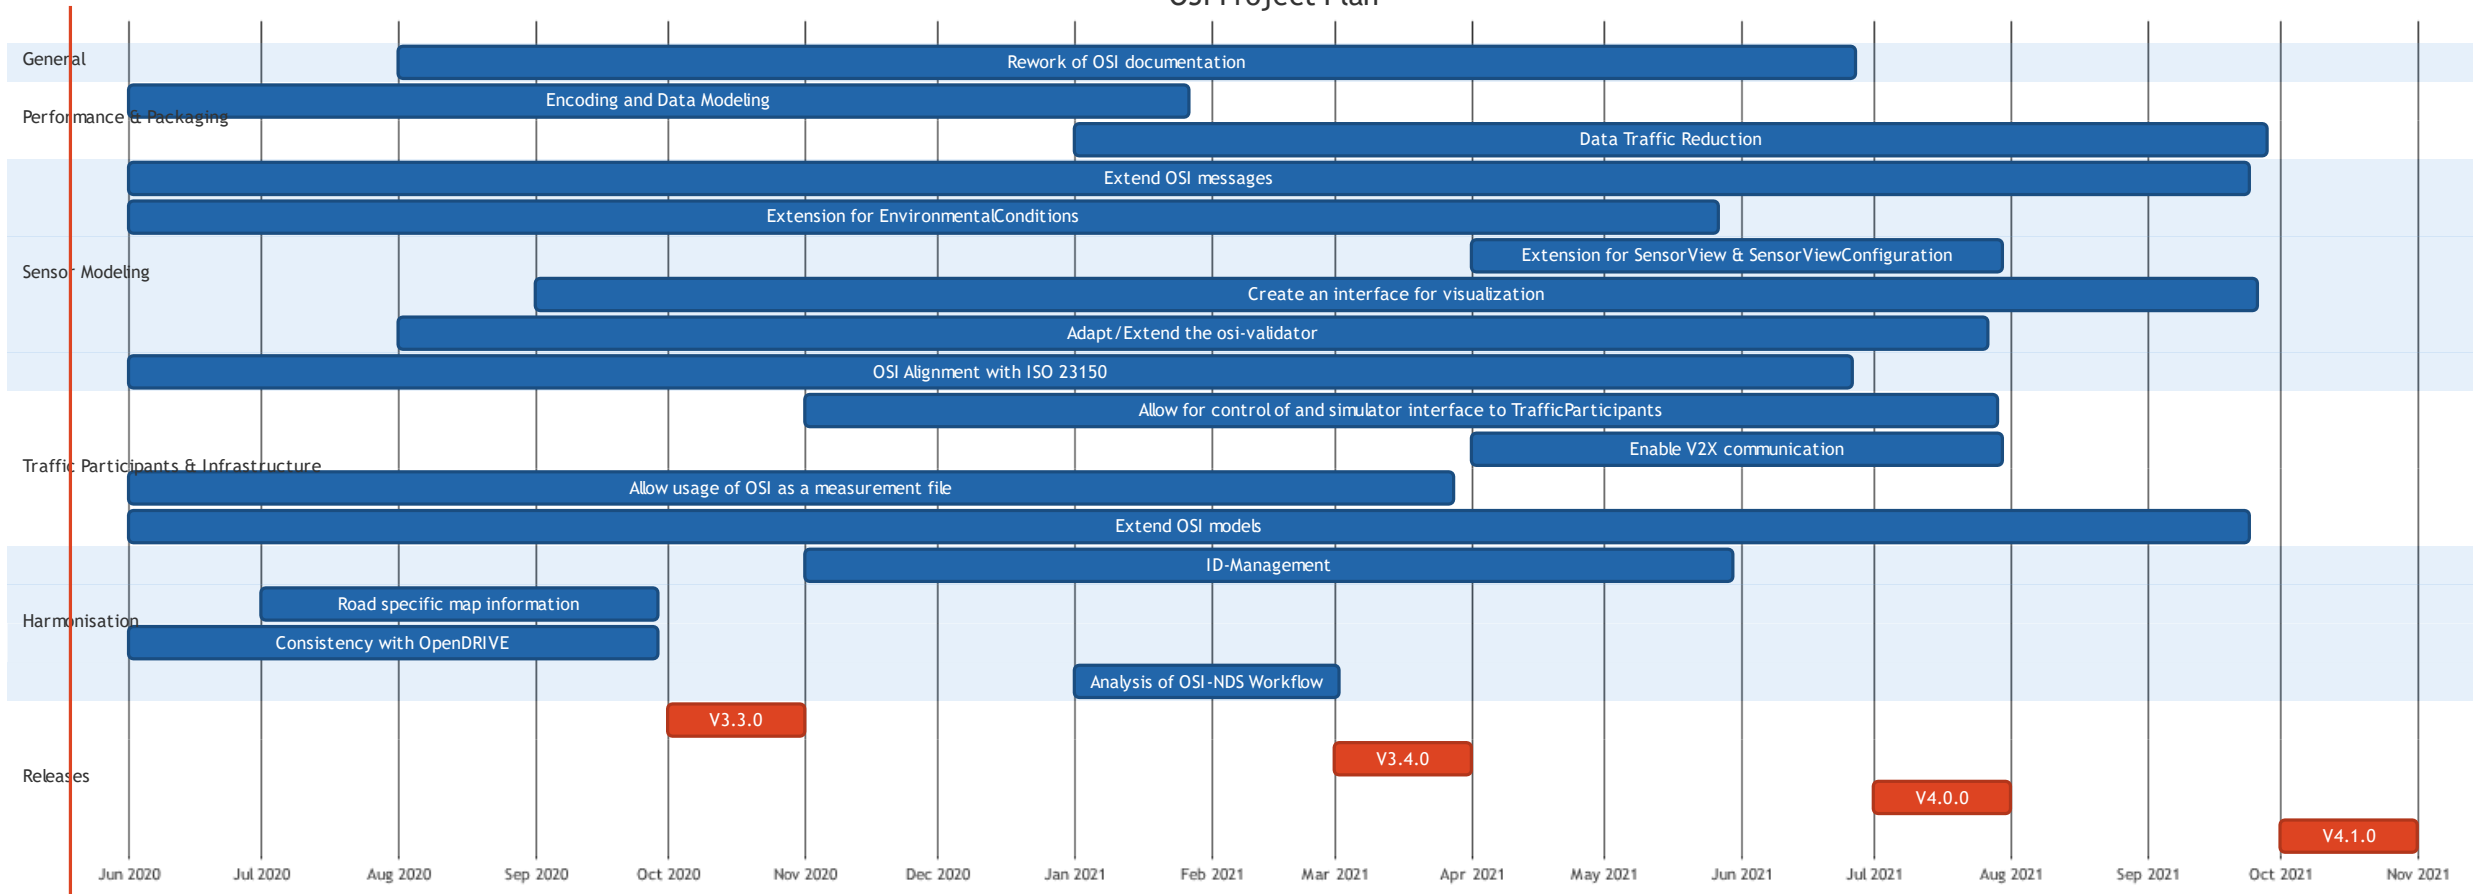 OSI Project Plan
General
Rework of OSI documentation
Encoding and Data Modeling
Performance & Packaging
Data Traffic Reduction
Extend OSI messages
Extension for EnvironmentalConditions
Extension for SensorView & SensorViewConfiguration
Sensor Modeling
Create an interface for visualization
Adapt/Extend the osi-validator
OSI Alignment with ISO 23150
Allow for control of and simulator interface to TrafficParticipants
Enable V2X communication
Traffic Participants & Infrastructure
Allow usage of OSI as a measurement file
Extend OSI models
ID-Management
Road specific map information
Harmonisation
Consistency with OpenDRIVE
Analysis of OSI-NDS Workflow
V3.3.0
V3.4.0
Releases
V4.0.0
V4.1.0
Jun 2020 Jul 2020 Aug 2020 Sep 2020 Oct 2020 Nov 2020 Dec 2020 Jan 2021 Feb 2021 Mar 2021 Apr 2021 May 2021 Jun 2021 Jul 2021 Aug 2021 Sep 2021 Oct 2021 Nov 2021